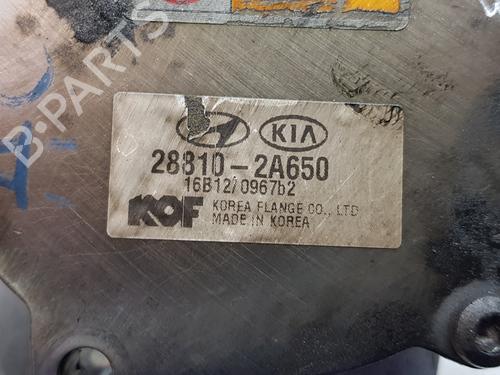 B-PARTS
KIA
28810-2A650
16B12/0967b2
KOF KOREA FLANGE CO., LTD
MADE IN KOREA